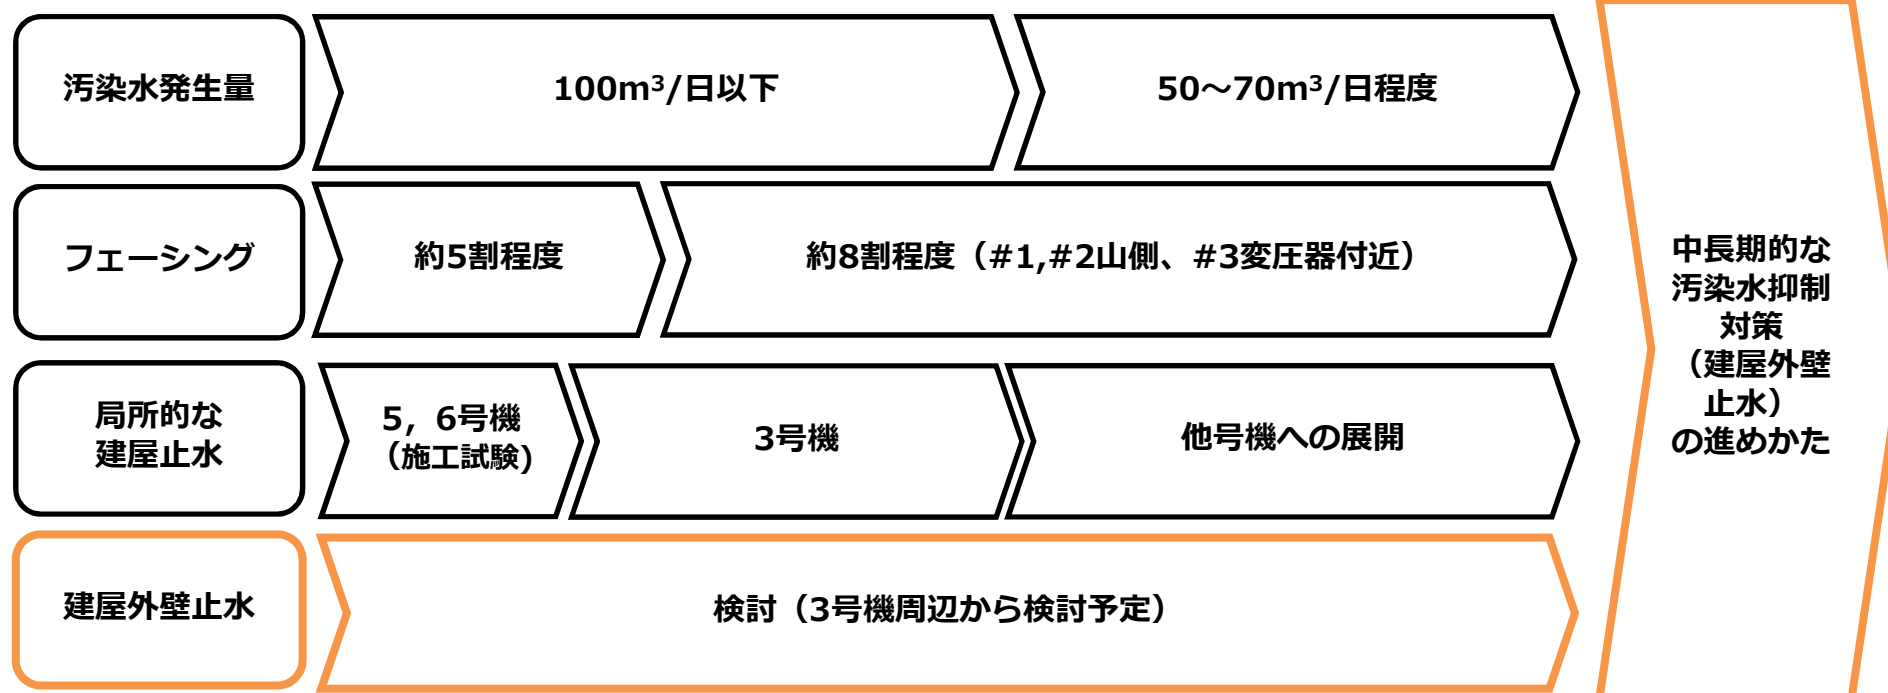 汚染水発生量
100m³/日以下
50～70m³/日程度
フェーシング
約5割程度
約8割程度（#1,#2山側、#3変圧器付近）
局所的な
建屋止水
5，6号機
（施工試験)
3号機
他号機への展開
建屋外壁止水
検討（3号機周辺から検討予定）
中長期的な
汚染水抑制
対策
（建屋外壁
止水）
の進めかた